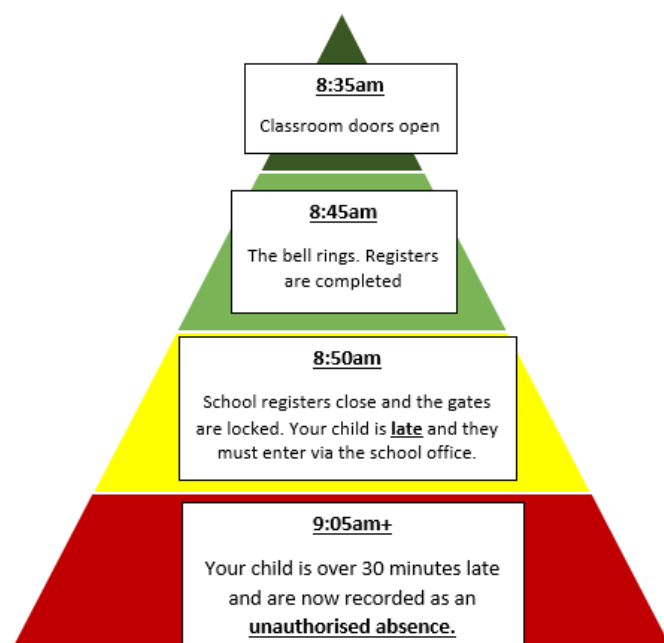 8:35am
Classroom doors open
8:45am
The bell rings. Registers
are completed
8:50am
School registers close and the gates
are locked. Your child is late and they
must enter via the school office.
9:05am+
Your child is over 30 minutes late
and are now recorded as an
unauthorised absence.